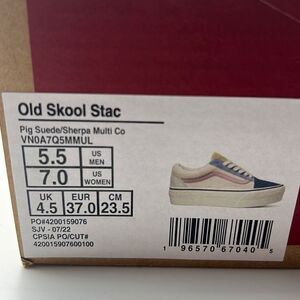 Old Skool Stac
Pig Suede/Sherpa Multi Co
VN0A7Q5MMUL
5.5 US MEN
7.0 US WOMEN
UK EUR CM
4.5 37.0 23.5
PO#4200159076
SJV - 07/22
CPSIA PO/CUT#
420015907600100
1 96570 67040 5